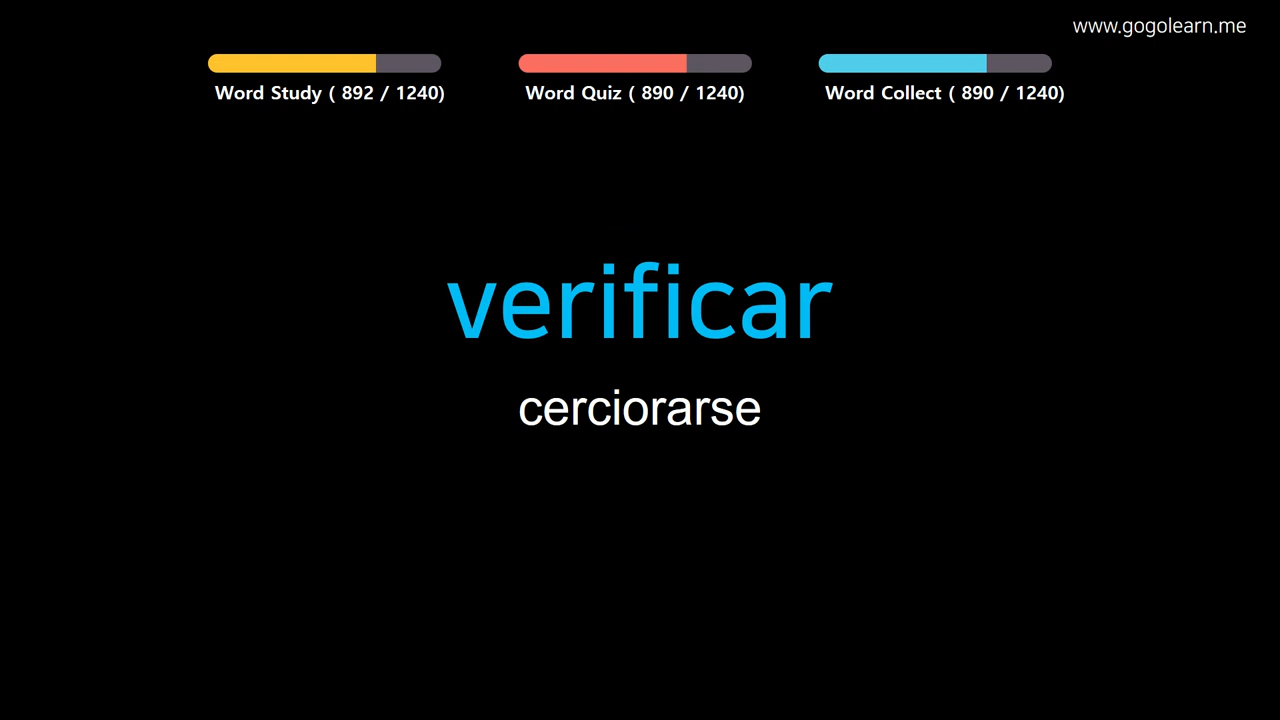 www.gogolearn.me
Word Study ( 892 / 1240)
Word Quiz ( 890 / 1240)
Word Collect ( 890 / 1240)
verificar
cerciorarse